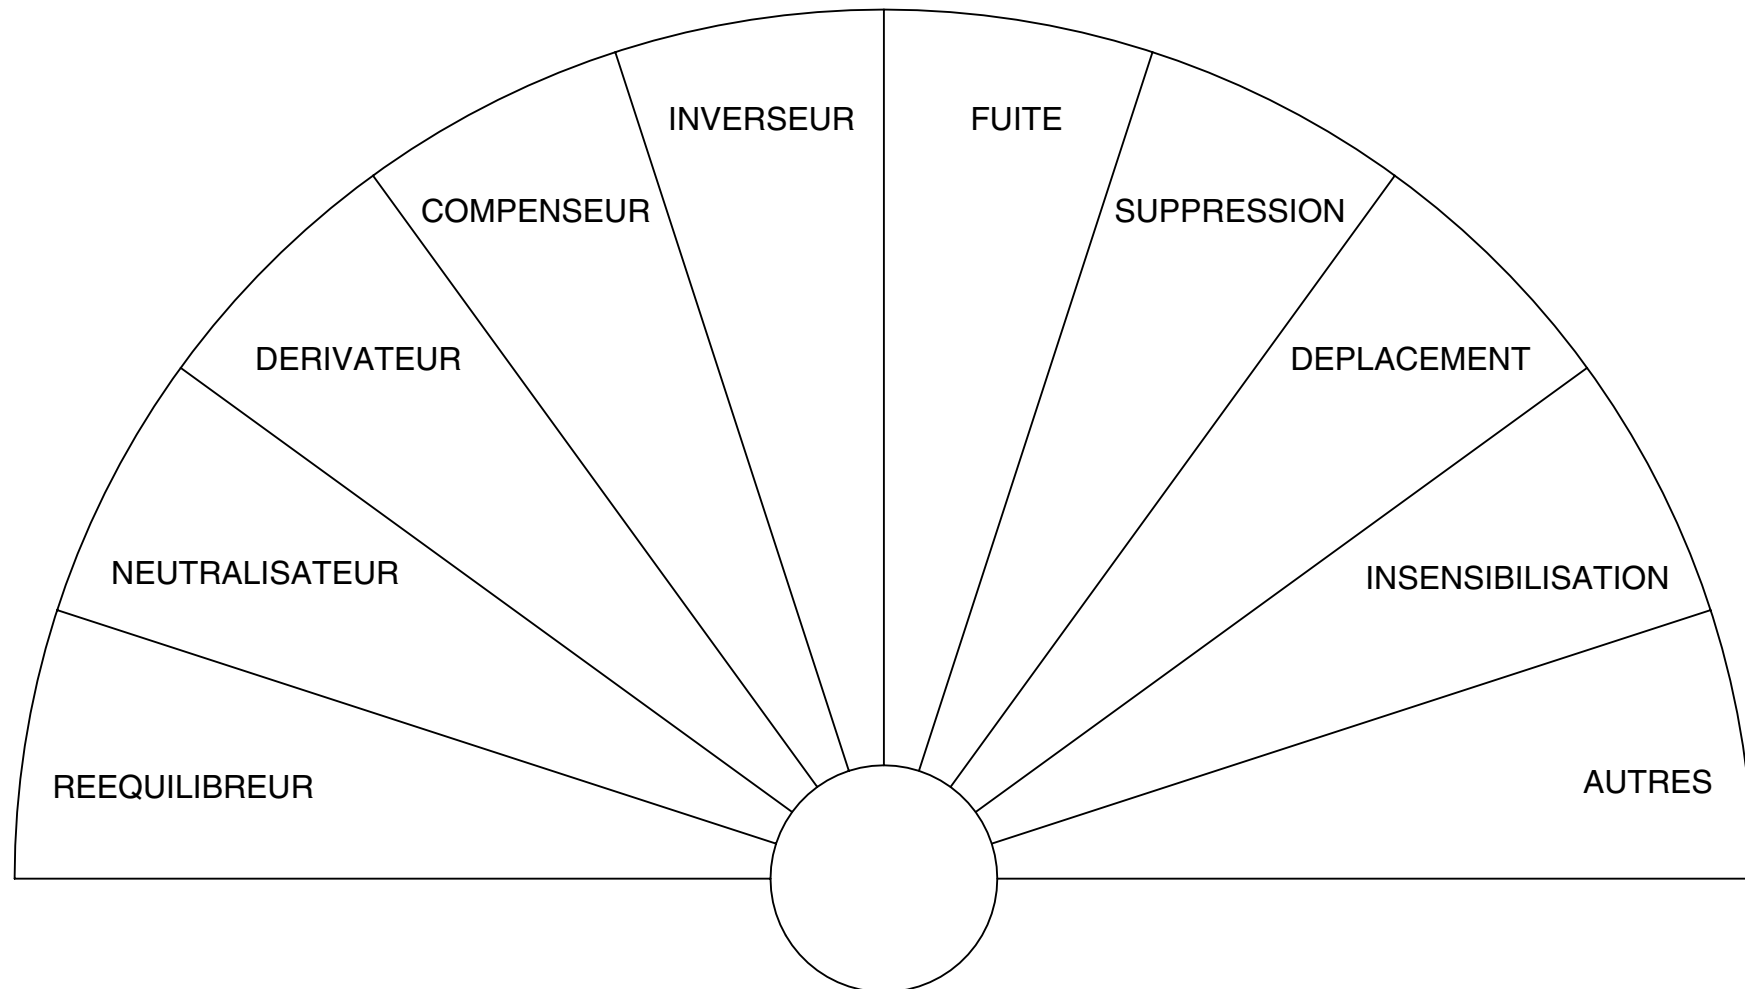 INVERSEUR
FUITE
COMPENSEUR
SUPPRESSION
DERIVATEUR
DEPLACEMENT
NEUTRALISATEUR
INSENSIBILISATION
REEQUILIBREUR
AUTRES